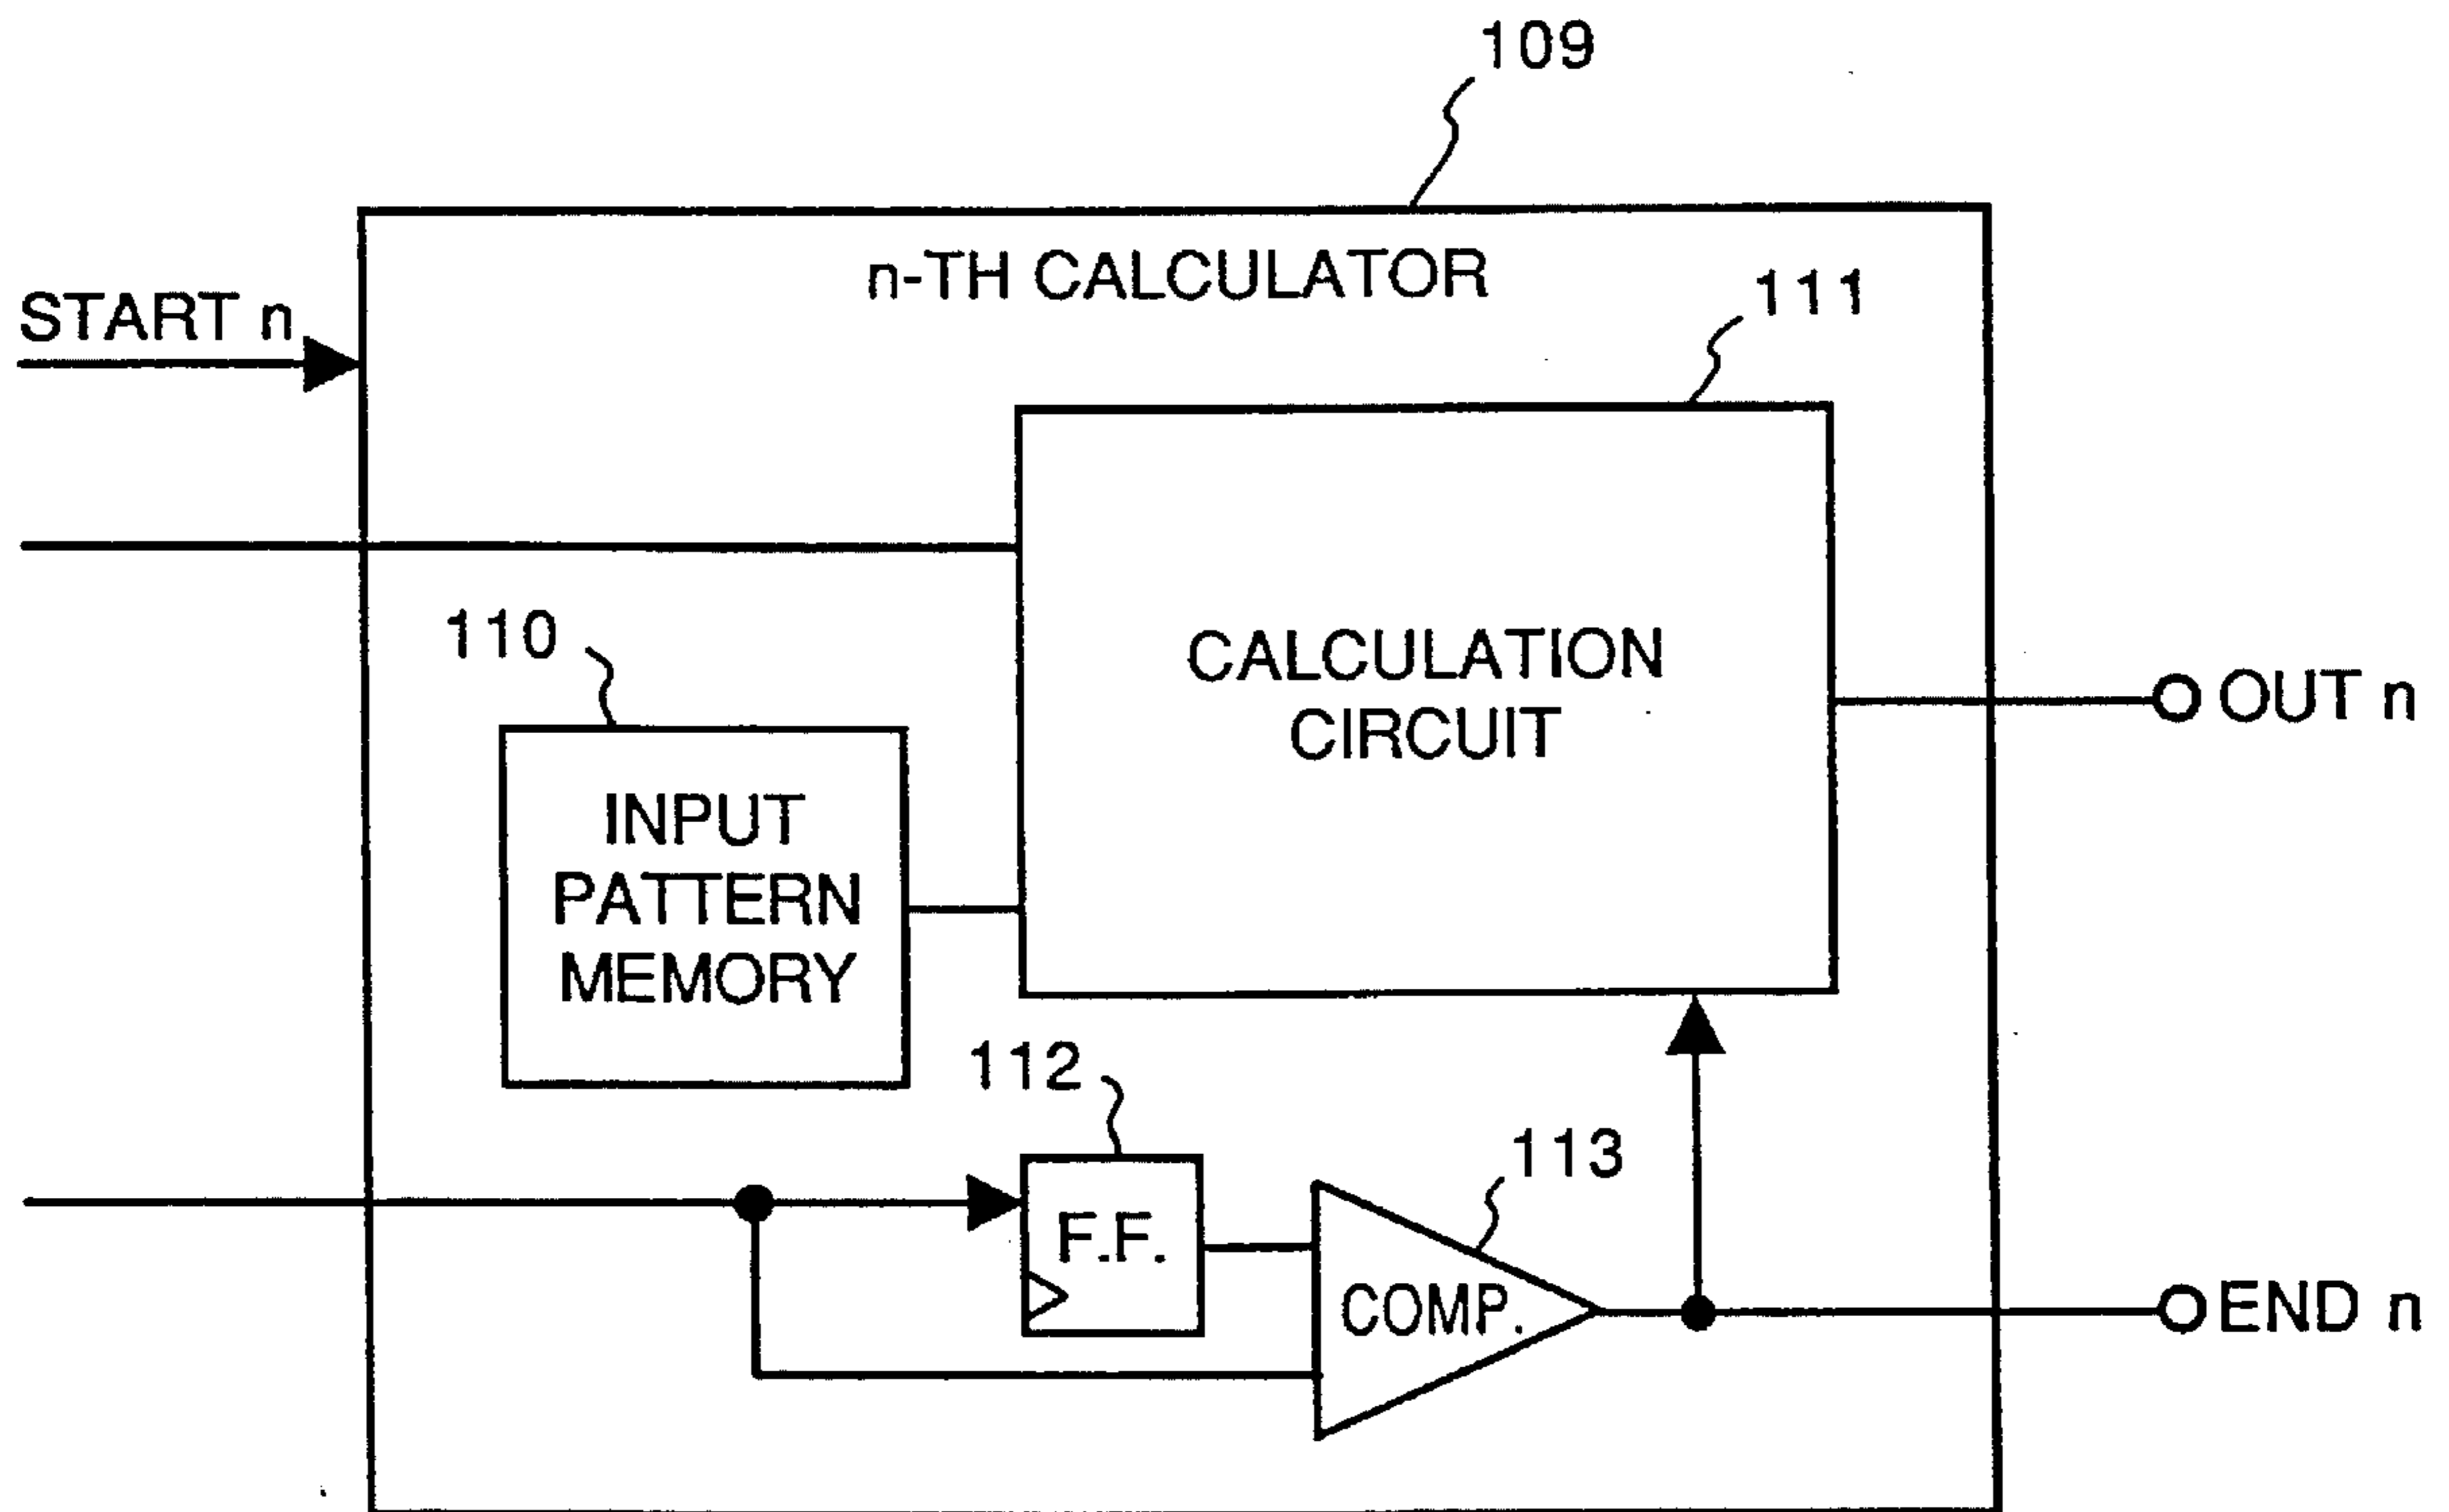 109
n-TH CALCULATOR
START n
111
110
CALCULATION
CIRCUIT
OUT n
INPUT
PATTERN
MEMORY
112
113
F.F.
COMP.
END n